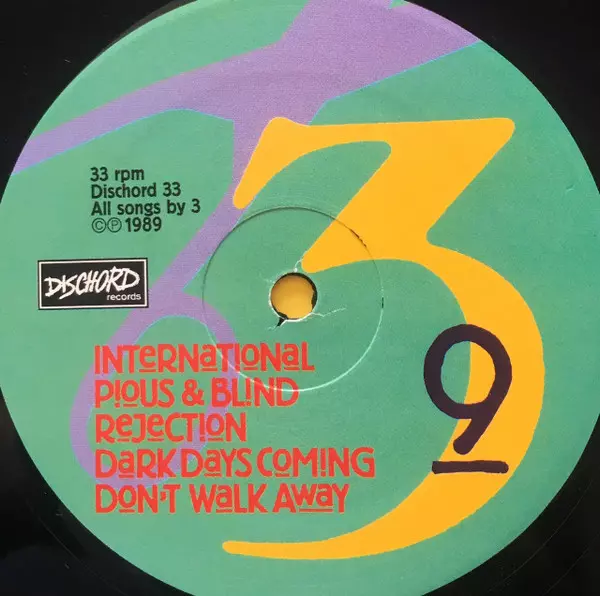 33 rpm
Dischord 33
All songs by 3
©℗ 1989
3
DISCHORD
records
INTERNATIONAL
PIOUS & BLIND
REJECTION
DARK DAYS COMING
DON'T WALK AWAY
9